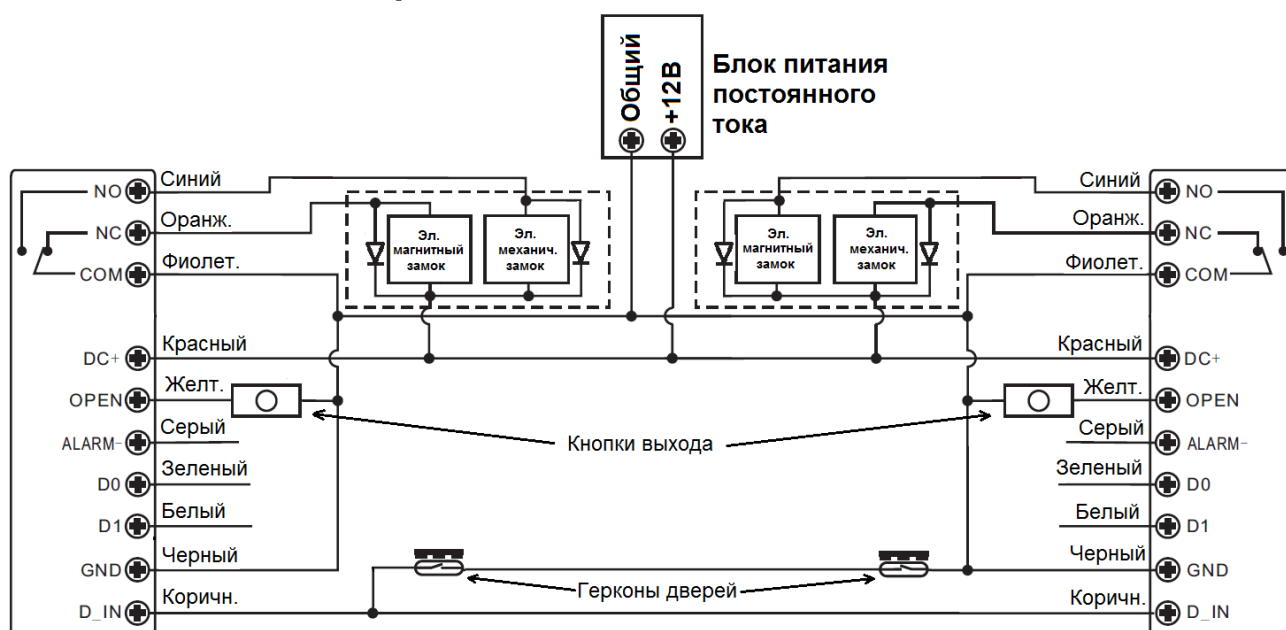 Общий
+12В
Блок питания
постоянного
тока
NO
Синий
NC
Оранж.
COM
Фиолет.
Эл.
магнитный
замок
Эл.
механич.
замок
Эл.
магнитный
замок
Эл.
механич.
замок
Синий
NO
Оранж.
NC
Фиолет.
COM
DC+
Красный
Красный
DC+
OPEN
Желт.
Желт.
OPEN
ALARM-
Серый
Кнопки выхода
Серый
ALARM-
D0
Зеленый
Зеленый
D0
D1
Белый
Белый
D1
GND
Черный
Черный
GND
Герконы дверей
D_IN
Коричн.
Коричн.
D_IN